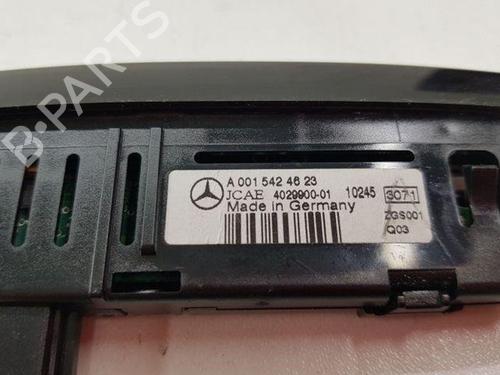 B-PARTS
A 001 542 46 23
JCAE 4029900-01 10245 3071
Made in Germany ZGS001
Q03